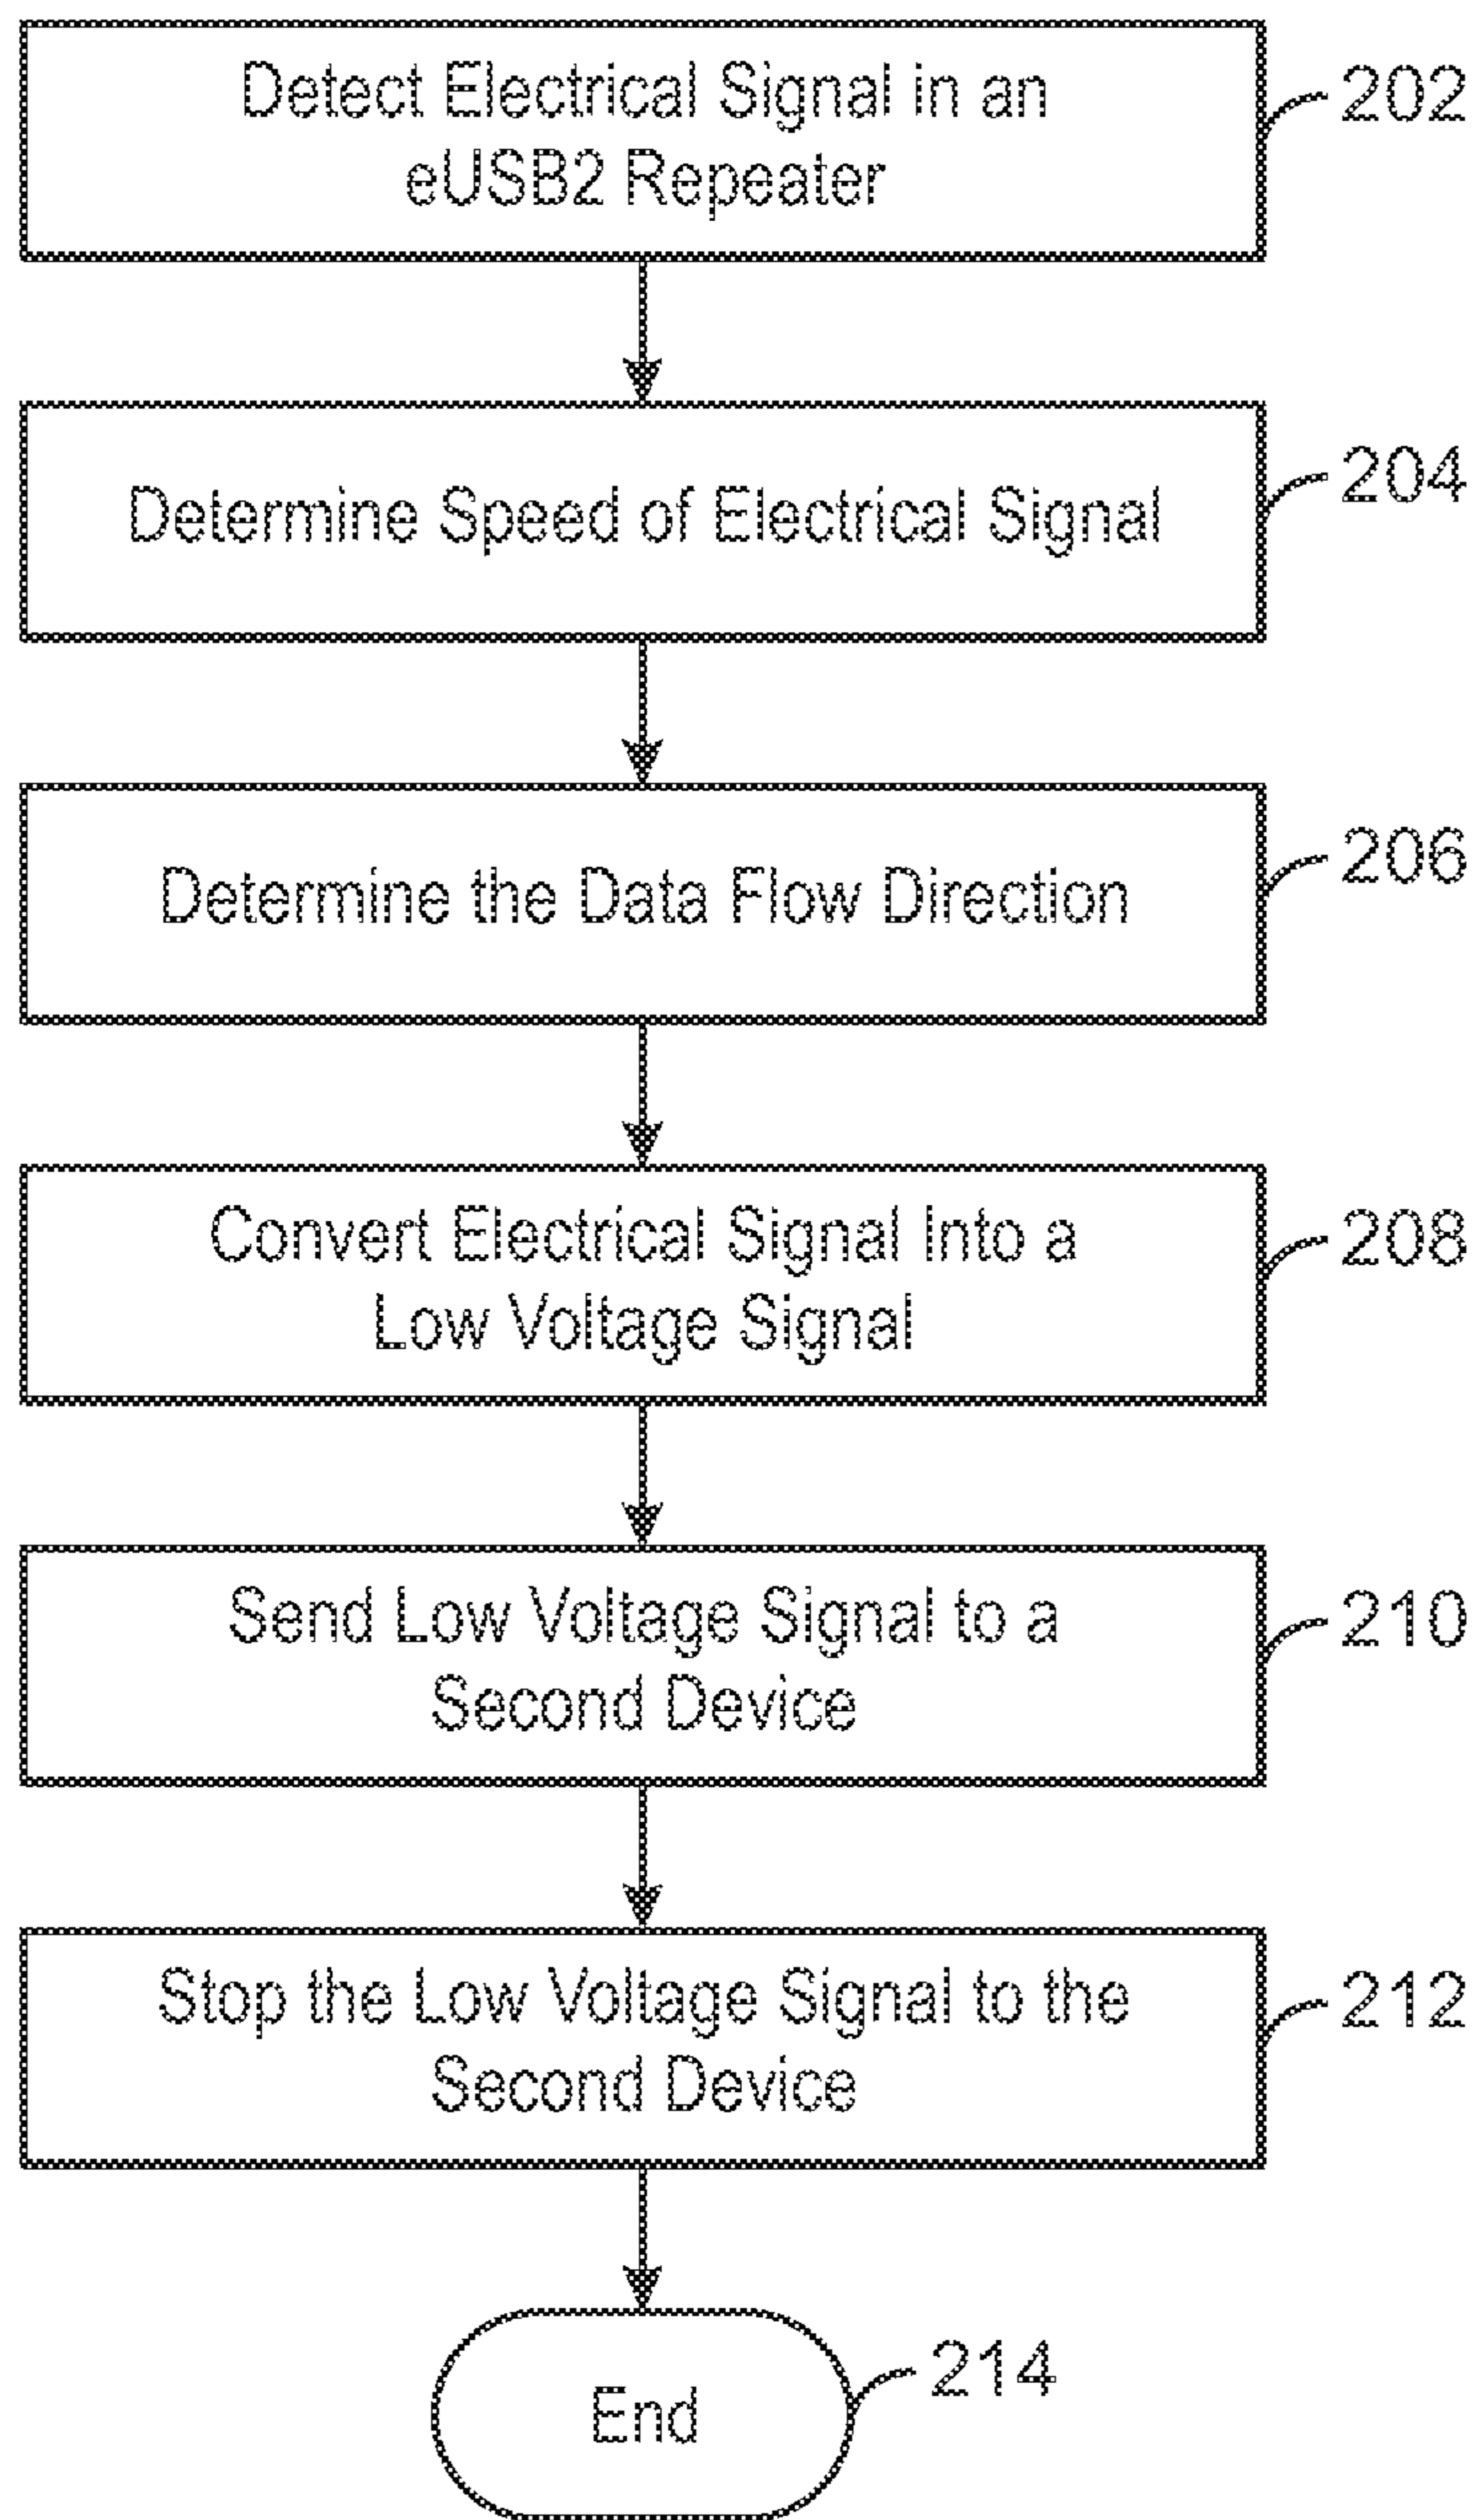 Detect Electrical Signal in an
eUSB2 Repeater
202
Determine Speed of Electrical Signal
204
Determine the Data Flow Direction
206
Convert Electrical Signal Into a
Low Voltage Signal
208
Send Low Voltage Signal to a
Second Device
210
Stop the Low Voltage Signal to the
Second Device
212
End
214